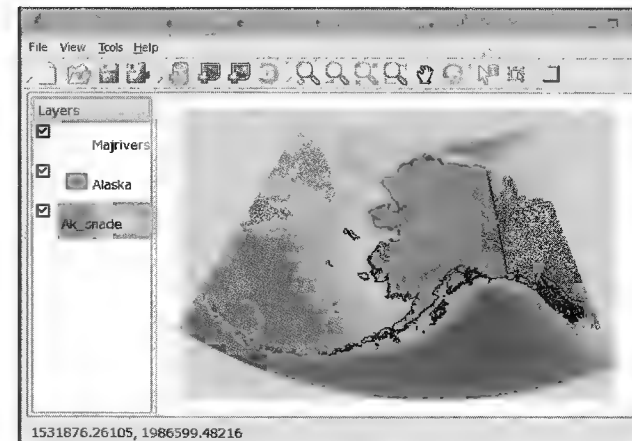 File View Tools Help
Layers
Majrivers
Alaska
Ak_shade
1531876.26105, 1986599.48216